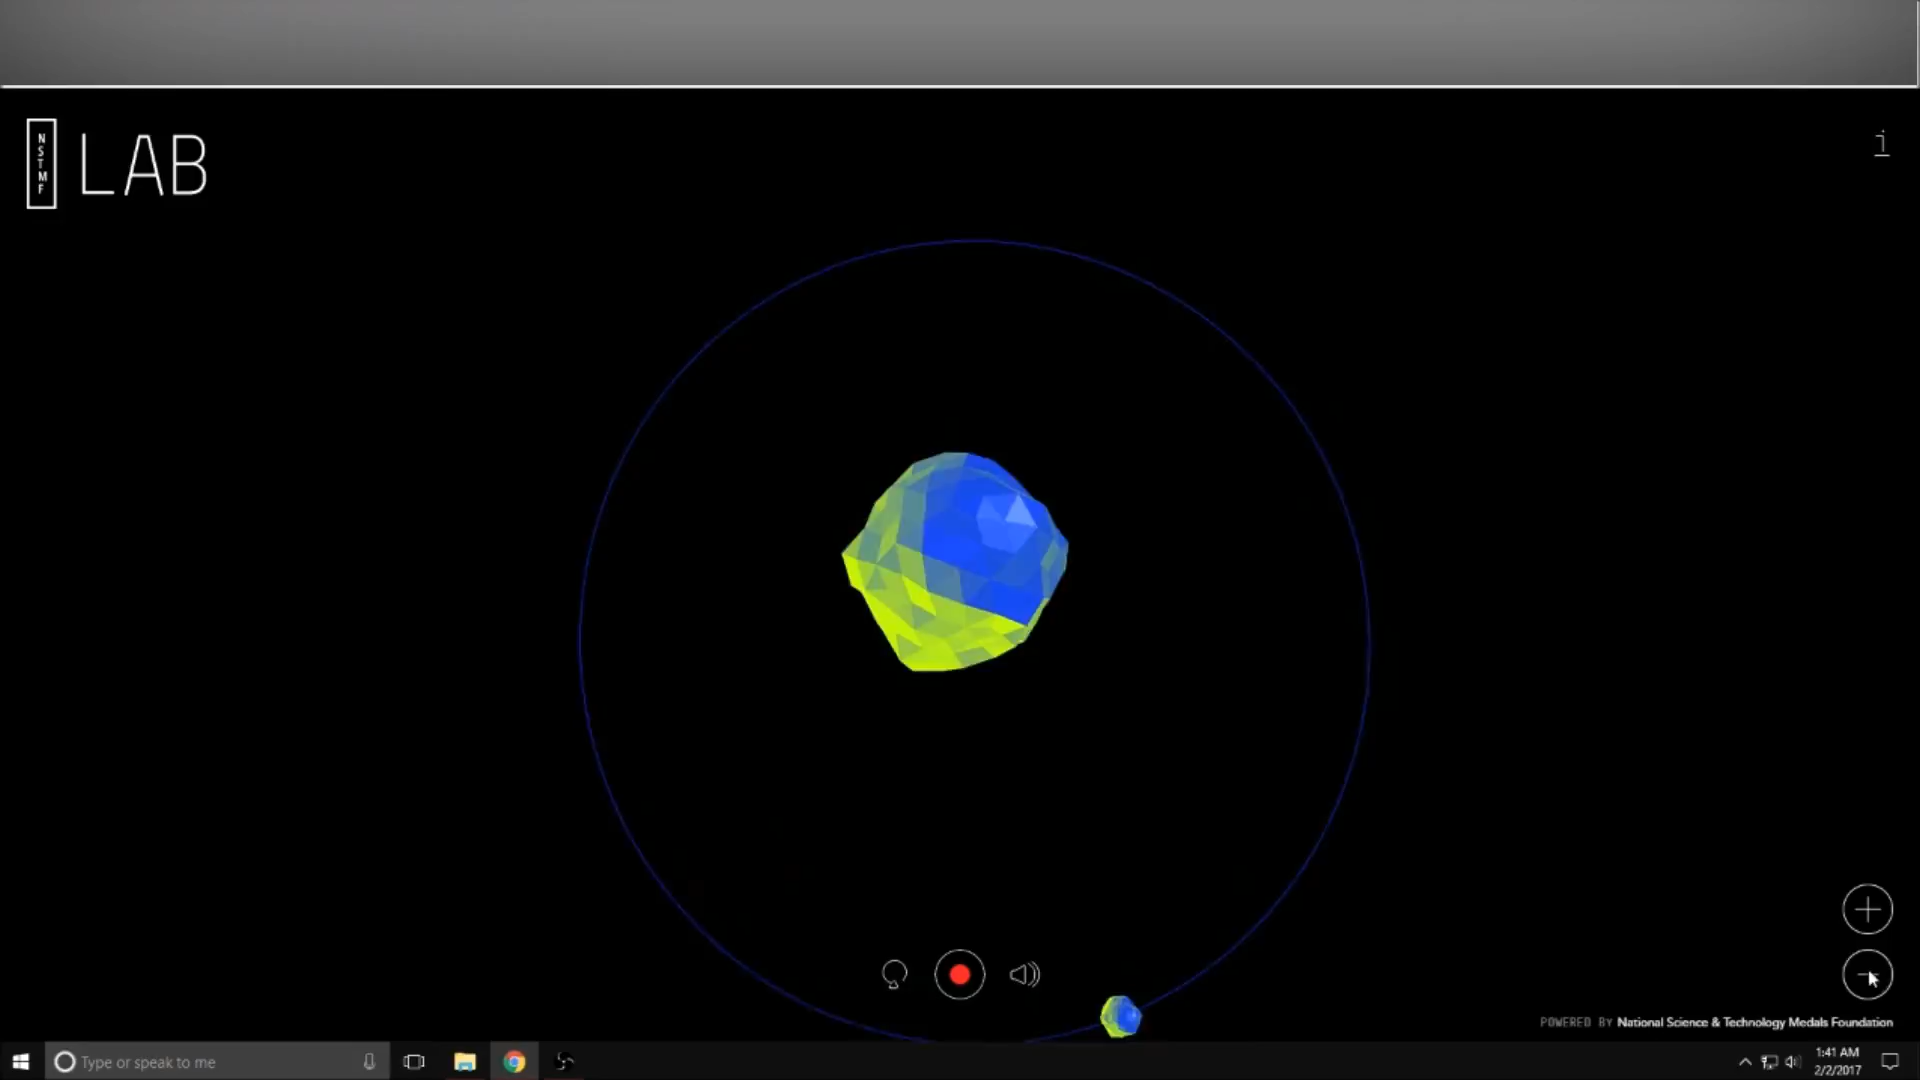 NSTMF
LAB
i
POWERED BY National Science & Technology Medals Foundation
Type or speak to me
1:41 AM
2/2/2017